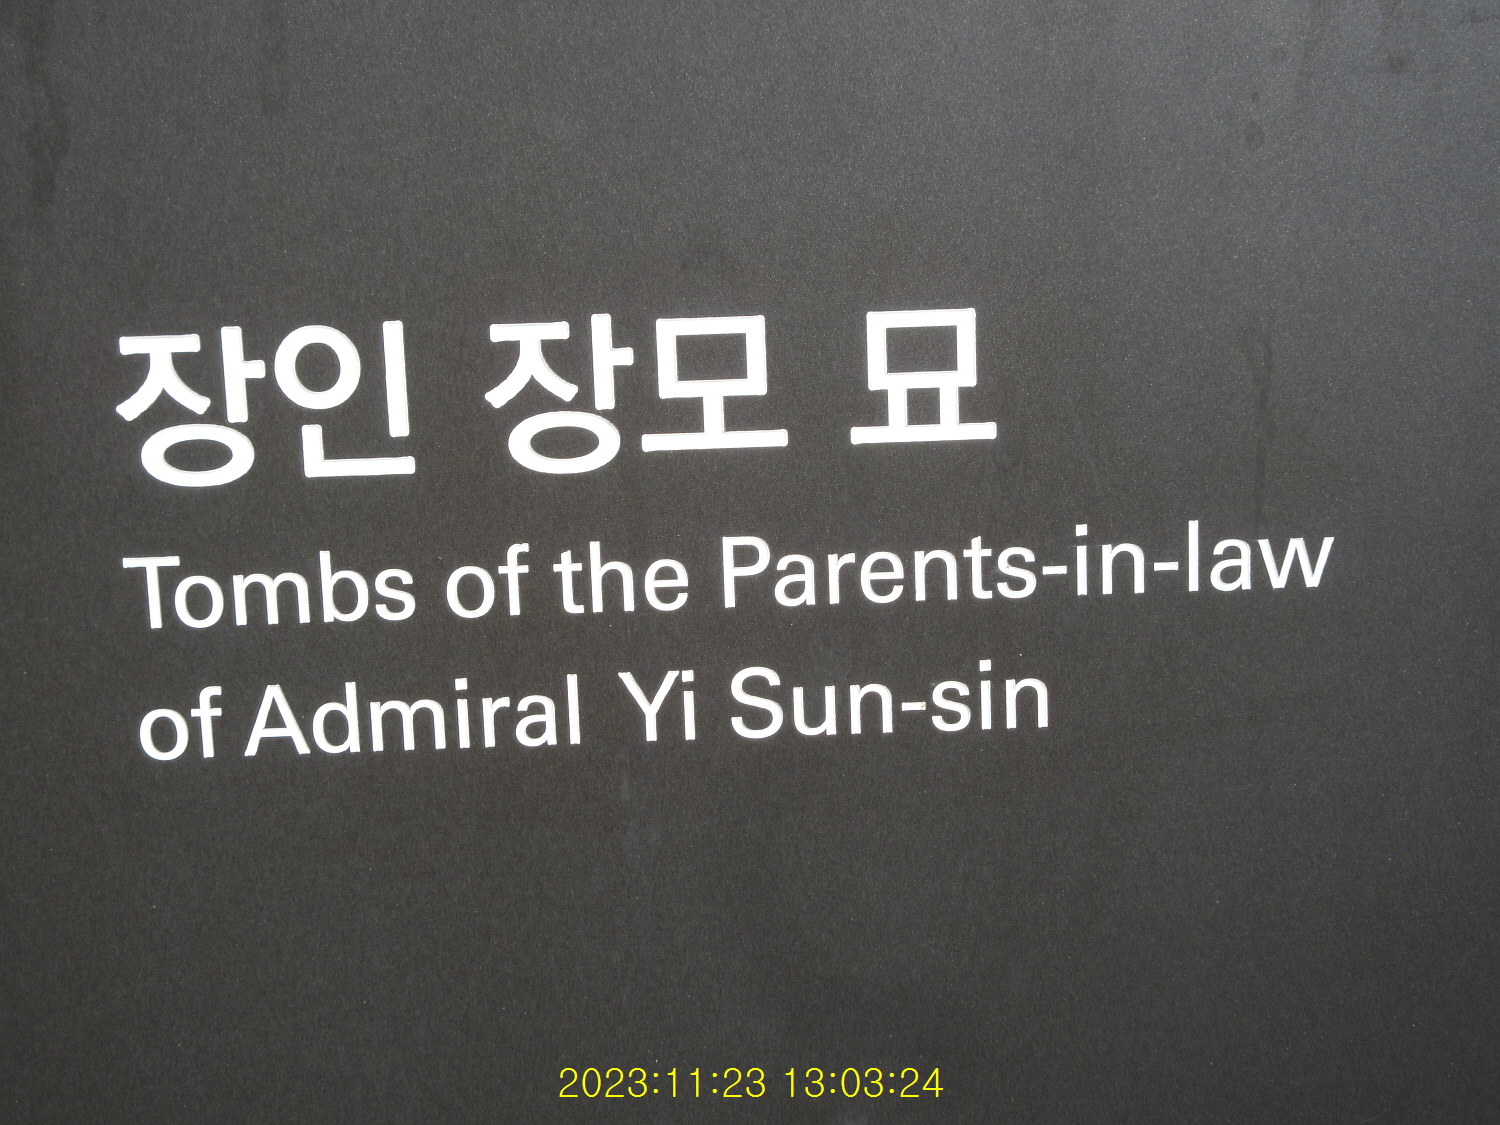 장인 장모 묘
Tombs of the Parents-in-law
of Admiral Yi Sun-sin
2023:11:23 13:03:24